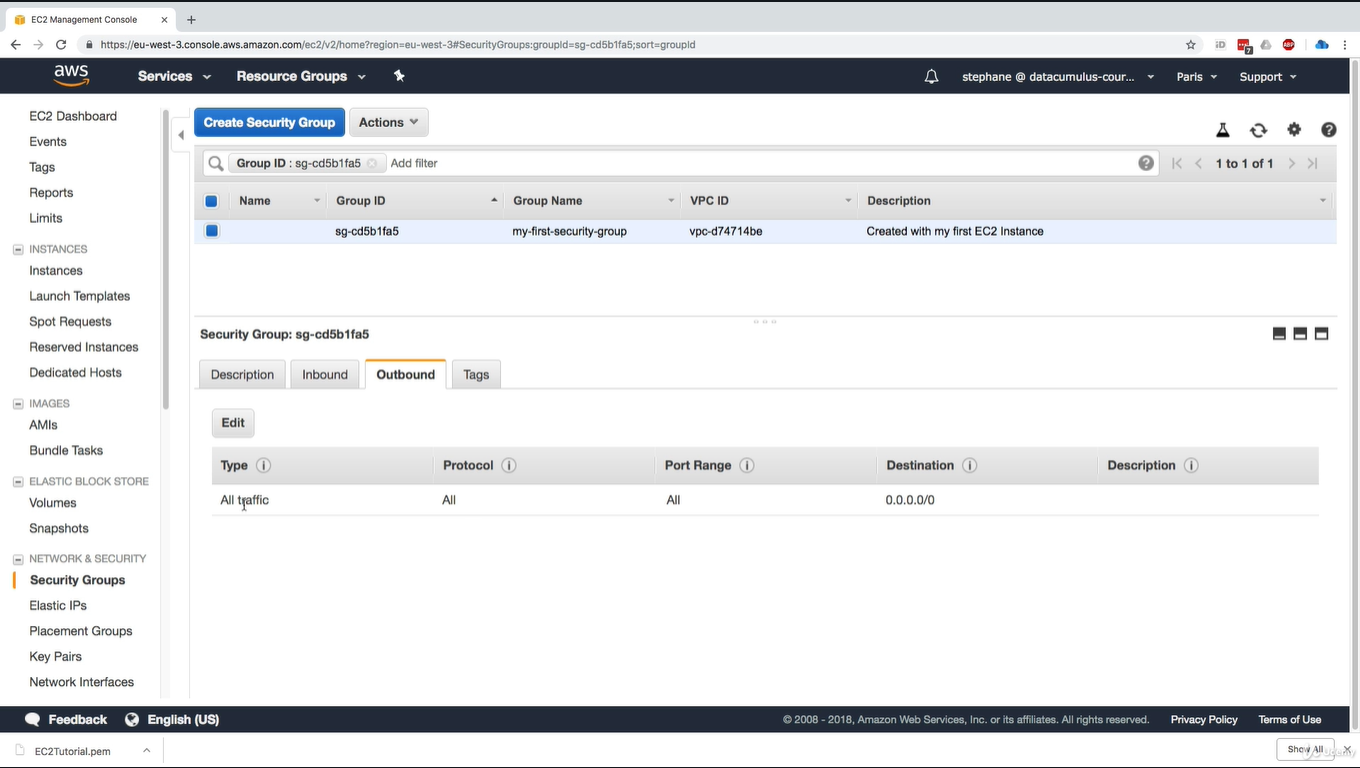 EC2 Management Console
https://eu-west-3.console.aws.amazon.com/ec2/v2/home?region=eu-west-3#SecurityGroups:groupId=sg-cd5b1fa5;sort=groupId
iD 7 ABP
aws Services Resource Groups stephane @ datacumulus-cour... Paris Support
EC2 Dashboard
Events
Tags
Reports
Limits
INSTANCES
Instances
Launch Templates
Spot Requests
Reserved Instances
Dedicated Hosts
IMAGES
AMIs
Bundle Tasks
ELASTIC BLOCK STORE
Volumes
Snapshots
NETWORK & SECURITY
Security Groups
Elastic IPs
Placement Groups
Key Pairs
Network Interfaces
Create Security Group Actions
Group ID : sg-cd5b1fa5 Add filter 1 to 1 of 1
Name Group ID Group Name VPC ID Description
sg-cd5b1fa5 my-first-security-group vpc-d74714be Created with my first EC2 Instance
Security Group: sg-cd5b1fa5
Description Inbound Outbound Tags
Edit
Type Protocol Port Range Destination Description
All traffic All All 0.0.0.0/0
Feedback English (US) © 2008 - 2018, Amazon Web Services, Inc. or its affiliates. All rights reserved. Privacy Policy Terms of Use
EC2Tutorial.pem Show All
Udemy